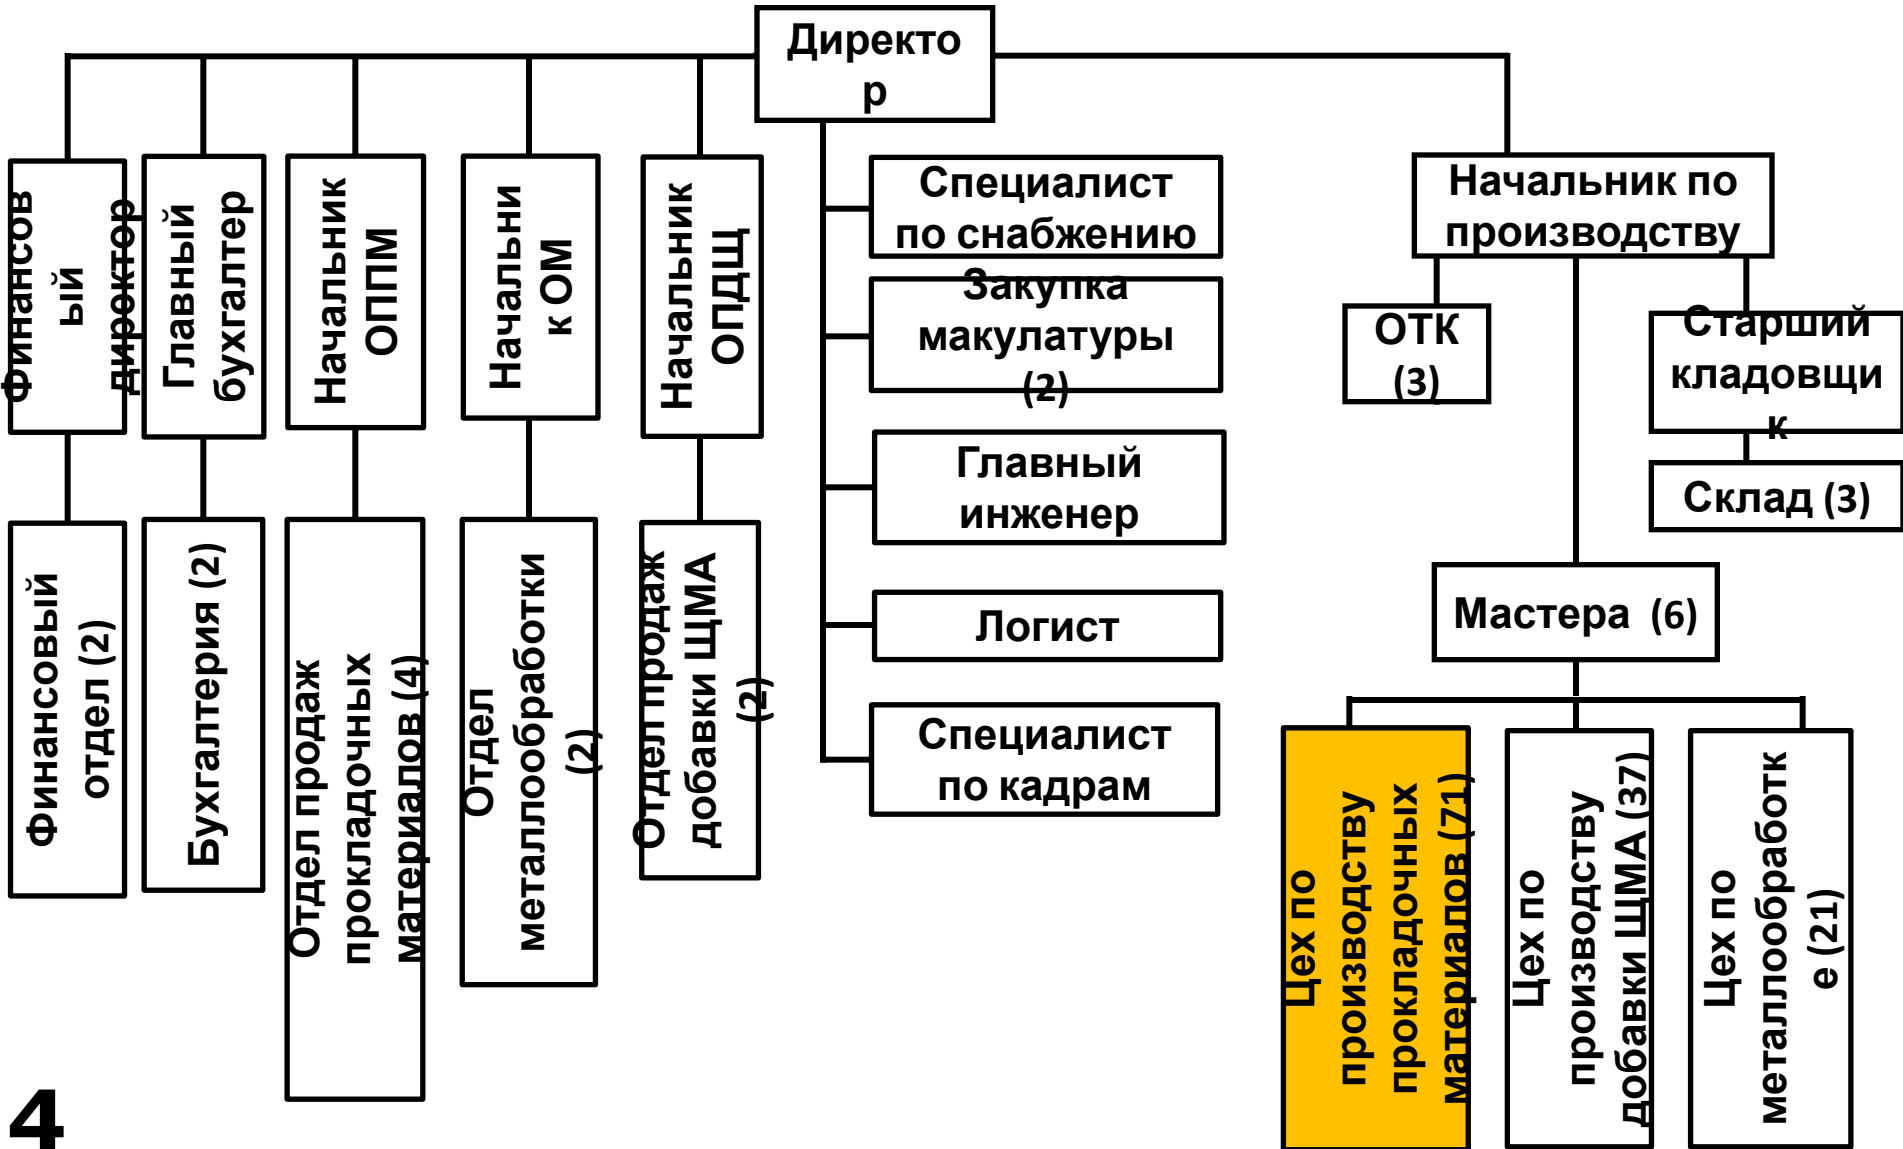 Директо
р
Финансов
ый
директор
Главный
бухгалтер
Начальник
ОППМ
Начальни
к ОМ
Начальник
ОПДЩ
Специалист
по снабжению
Закупка
макулатуры
(2)
Главный
инженер
Логист
Специалист
по кадрам
Начальник по
производству
ОТК
(3)
Старший
кладовщи
к
Склад (3)
Мастера (6)
Финансовый
отдел (2)
Бухгалтерия (2)
Отдел продаж
прокладочных
материалов (4)
Отдел
металлообработки
(2)
Отдел продаж
добавки ЩМА
(2)
Цех по
производству
прокладочных
материалов (71)
Цех по
производству
добавки ЩМА (37)
Цех по
металлообработк
е (21)
4